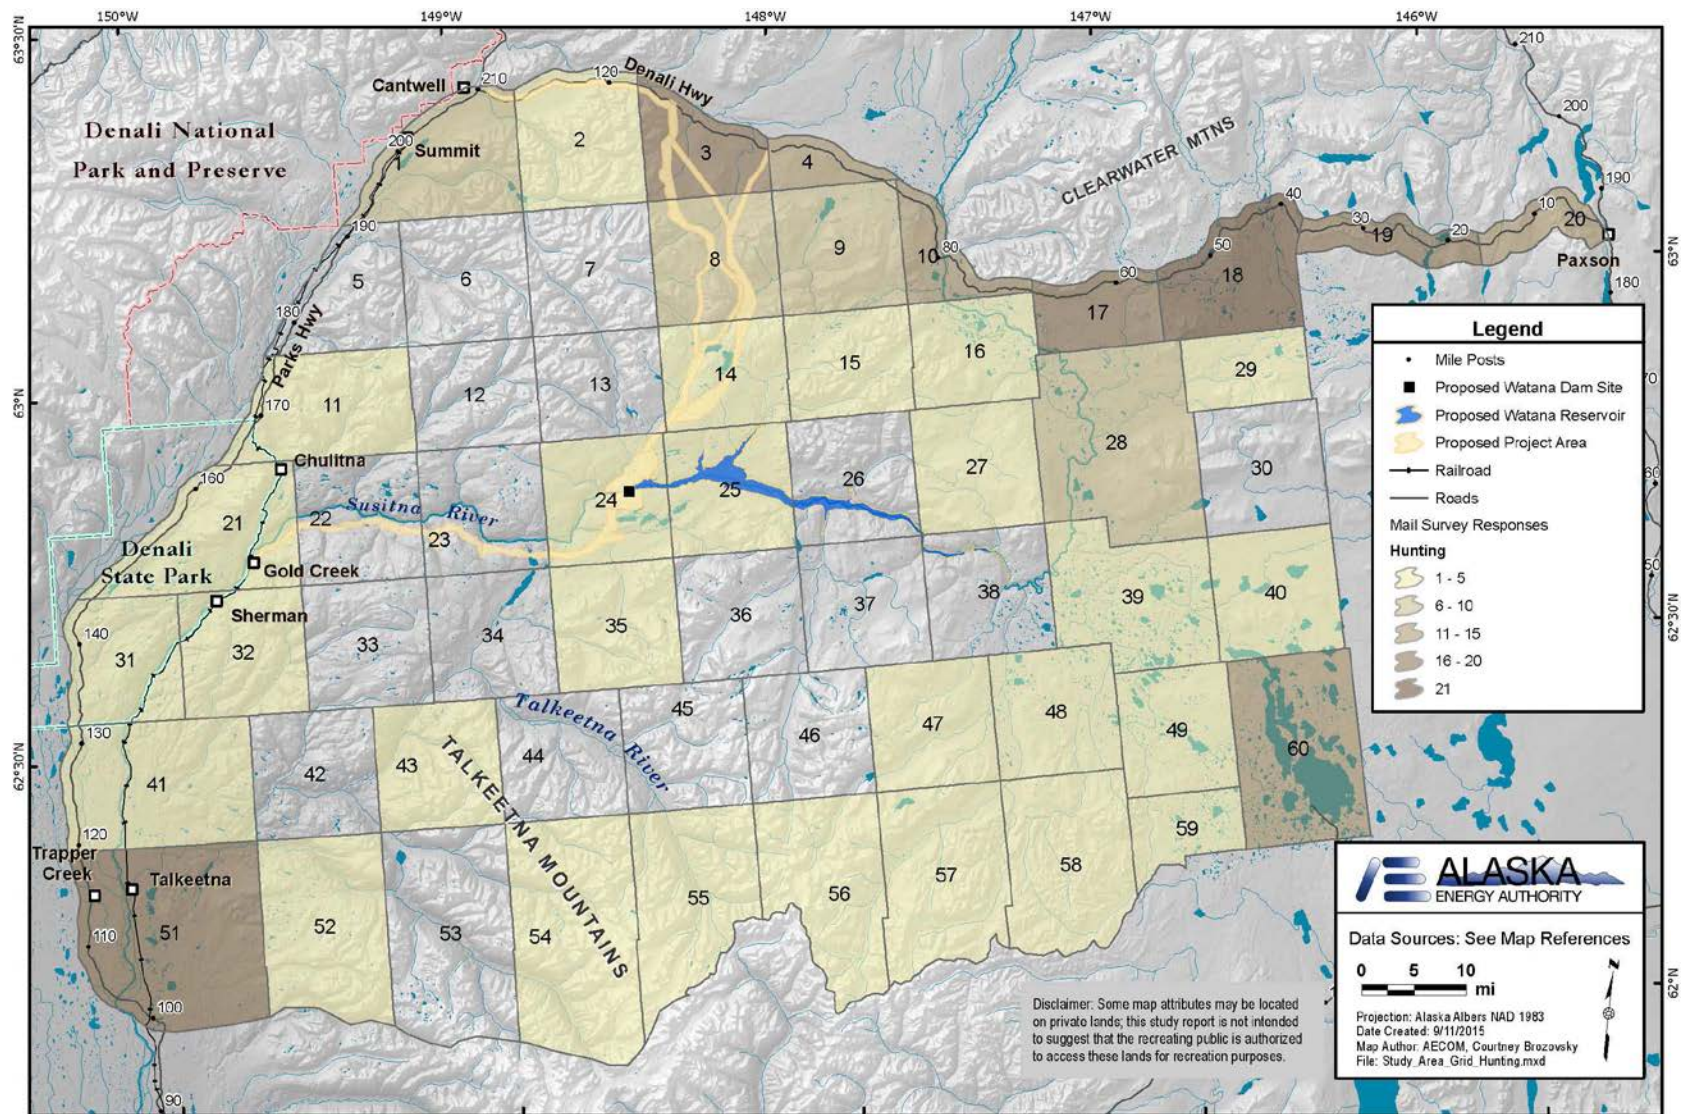 150°W
149°W
148°W
147°W
146°W
63°30'N
63°N
62°30'N
63°N
62°30'N
62°N
Denali National
Park and Preserve
Cantwell
210
120
Denali Hwy
200
Summit
190
180
Parks Hwy
170
160
Chulitna
Denali
State Park
Gold Creek
Sherman
140
130
120
Trapper
Creek
Talkeetna
110
100
90
CLEARWATER MTNS
80
60
50
40
30
20
10
Paxson
210
200
190
180
70
60
50
Susitna River
Talkeetna River
TALKEETNA MOUNTAINS
2
3
4
5
6
7
8
9
10
11
12
13
14
15
16
17
18
19
20
21
22
23
24
25
26
27
28
29
30
31
32
33
34
35
36
37
38
39
40
41
42
43
44
45
46
47
48
49
51
52
53
54
55
56
57
58
59
60
Legend
Mile Posts
Proposed Watana Dam Site
Proposed Watana Reservoir
Proposed Project Area
Railroad
Roads
Mail Survey Responses
Hunting
1 - 5
6 - 10
11 - 15
16 - 20
21
ALASKA
ENERGY AUTHORITY
Data Sources: See Map References
0 5 10
mi
N
Projection: Alaska Albers NAD 1983
Date Created: 9/11/2015
Map Author: AECOM, Courtney Brozovsky
File: Study_Area_Grid_Hunting.mxd
Disclaimer: Some map attributes may be located
on private lands; this study report is not intended
to suggest that the recreating public is authorized
to access these lands for recreation purposes.